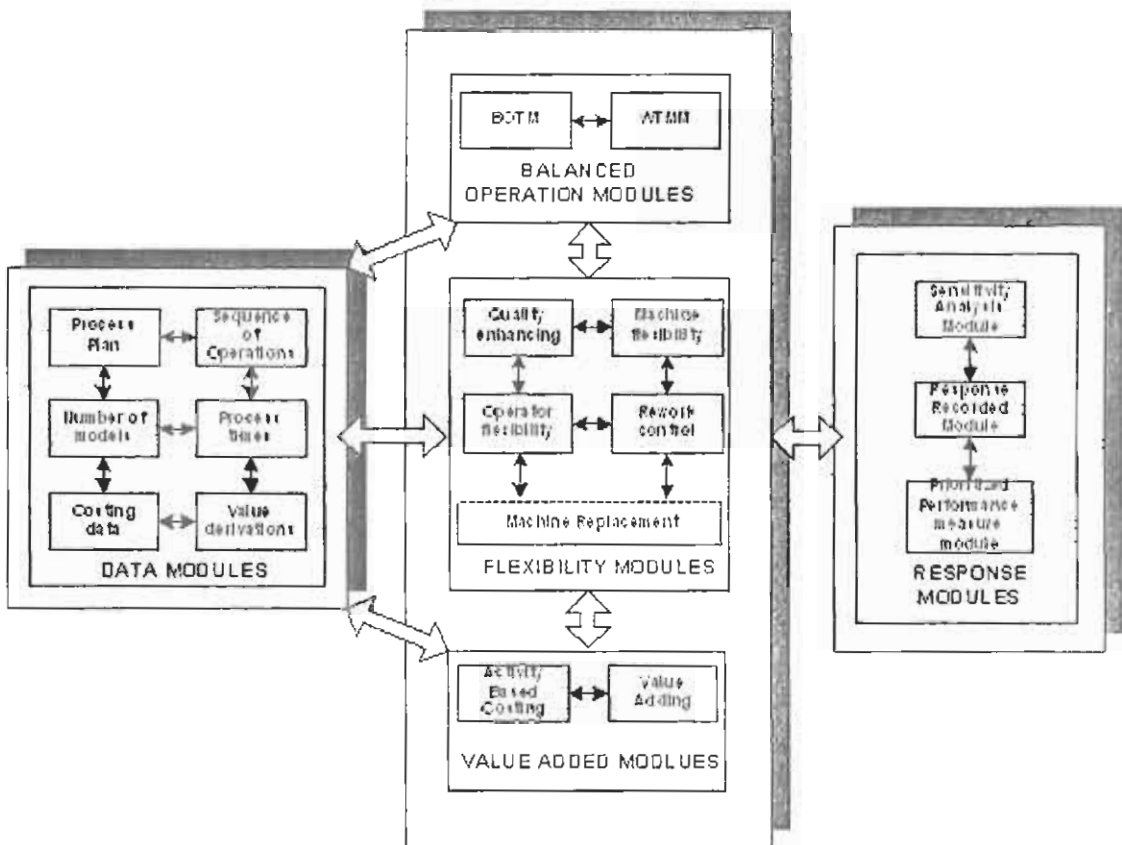 BOTM
WTMM
BALANCED
OPERATION MODULES
Process
Plan
Sequence
of
Operations
Number of
models
Process
times
Costing
data
Value
derivations
DATA MODULES
Quality
enhancing
Machine
flexibility
Operator
flexibility
Rework
control
Machine Replacement
FLEXIBILITY MODULES
Activity
Based
Costing
Value
Adding
VALUE ADDED MODLUES
Sensitivity
Analysis
Module
Response
Recorded
Module
Prioritized
Performance
measure
module
RESPONSE
MODULES